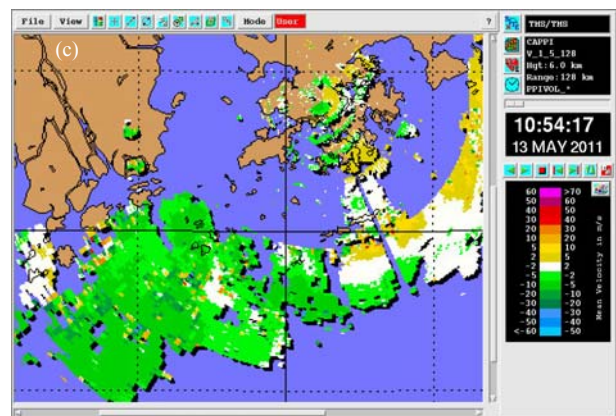 File View Mode User ?
(c)
TMS/TMS
CAPPI
V_1_5_128
Hgt:6.0 km
Range:128 km
PPIVOL_*
10:54:17
13 MAY 2011
60 >70
50 60
40 50
30 40
20 30
10 20
5 10
2 5
-2 2
-5 -2
-10 -5
-20 -10
-30 -20
-40 -30
-50 -40
<-60 -50
Mean Velocity in m/s